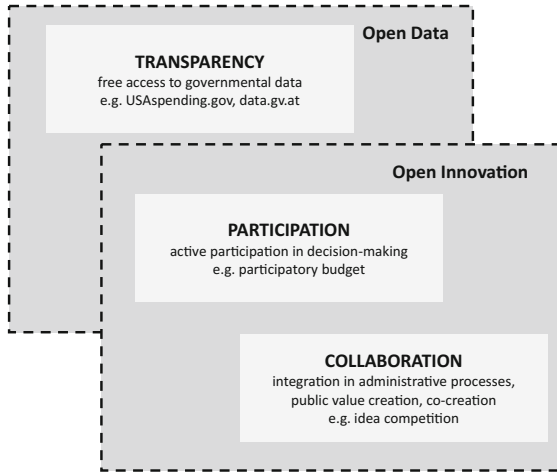 Open Data
TRANSPARENCY
free access to governmental data
e.g. USAspending.gov, data.gv.at
Open Innovation
PARTICIPATION
active participation in decision-making
e.g. participatory budget
COLLABORATION
integration in administrative processes,
public value creation, co-creation
e.g. idea competition